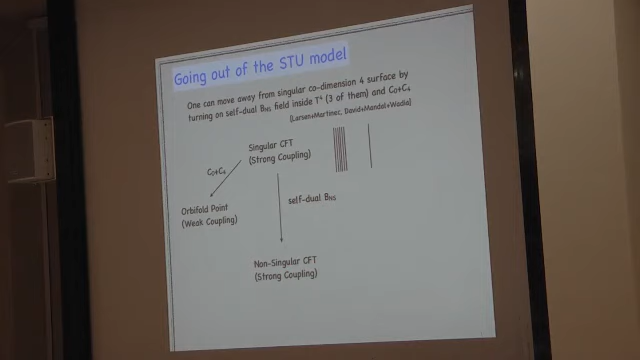 Going out of the STU model
One can move away from singular co-dimension 4 surface by
turning on self-dual B_NS field inside T⁴ (3 of them) and C₀+C₄
[Larsen+Martinec, David+Mandal+Wadia]
Singular CFT
(Strong Coupling)
C₀+C₄
Orbifold Point
(Weak Coupling)
self-dual B_NS
Non-Singular CFT
(Strong Coupling)